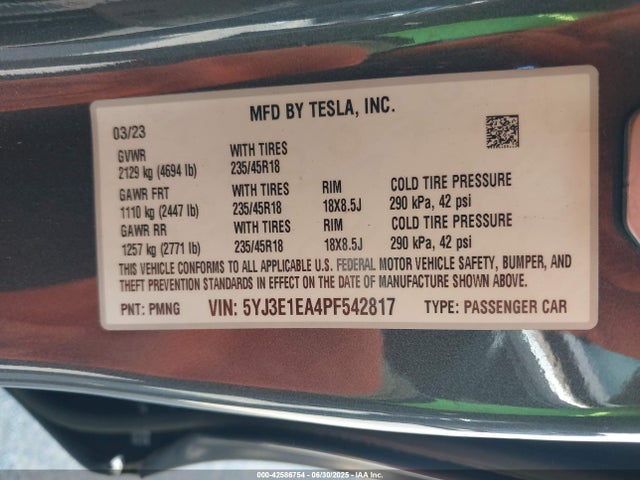 MFD BY TESLA, INC.
03/23
GVWR WITH TIRES
2129 kg (4694 lb) 235/45R18
GAWR FRT WITH TIRES RIM COLD TIRE PRESSURE
1110 kg (2447 lb) 235/45R18 18X8.5J 290 kPa, 42 psi
GAWR RR WITH TIRES RIM COLD TIRE PRESSURE
1257 kg (2771 lb) 235/45R18 18X8.5J 290 kPa, 42 psi
THIS VEHICLE CONFORMS TO ALL APPLICABLE U.S. FEDERAL MOTOR VEHICLE SAFETY, BUMPER, AND
THEFT PREVENTION STANDARDS IN EFFECT ON THE DATE OF MANUFACTURE SHOWN ABOVE.
PNT: PMNG VIN: 5YJ3E1EA4PF542817 TYPE: PASSENGER CAR
000-42586754 - 06/30/2025 - IAA Inc.